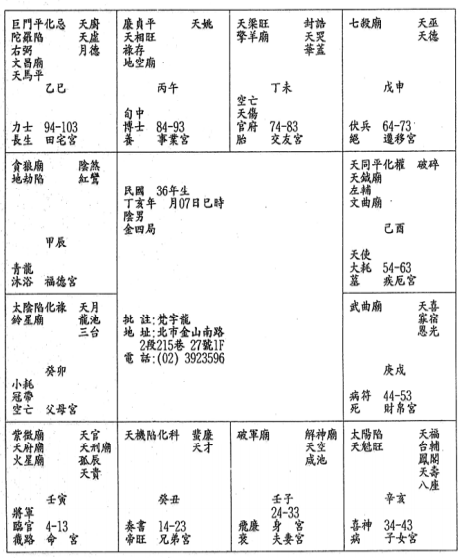 巨門平化忌 天廚
陀羅陷 天虛
右弼 月德
文昌廟
天馬平
乙巳
力士 94-103
長生 田宅宮
廉貞平 天姚
天相旺
祿存
地空廟
丙午
旬中
博士 84-93
養 事業宮
天梁旺 封誥
擎羊廟 天哭
華蓋
丁未
空亡
天傷
官府 74-83
胎 交友宮
七殺廟 天巫
天德
戊申
伏兵 64-73
絕 遷移宮
貪狼廟 陰煞
地劫陷 紅鸞
甲辰
青龍
沐浴 福德宮
民國 36年生
丁亥年 月07日巳時
陰男
金四局
批 註:梵宇龍
地 址:北市金山南路
2段215巷 27號1F
電 話:(02) 3923596
天同平化權 破碎
天鉞廟
左輔
文曲廟
己酉
天使
大耗 54-63
墓 疾厄宮
太陰陷化祿 天月
鈴星廟 龍池
三台
癸卯
小耗
冠帶
空亡 父母宮
武曲廟 天喜
寡宿
恩光
庚戌
病符 44-53
死 財帛宮
紫微廟 天官
天府廟 天刑廟
火星廟 孤辰
天貴
壬寅
將軍
臨官 4-13
截路 命 宮
天機陷化科 蜚廉
天才
癸丑
奏書 14-23
帝旺 兄弟宮
破軍廟 解神廟
天空
咸池
壬子
24-33
飛廉 身 宮
衰 夫妻宮
太陽陷 天福
天魁旺 台輔
鳳閣
天壽
八座
辛亥
喜神 34-43
病 子女宮